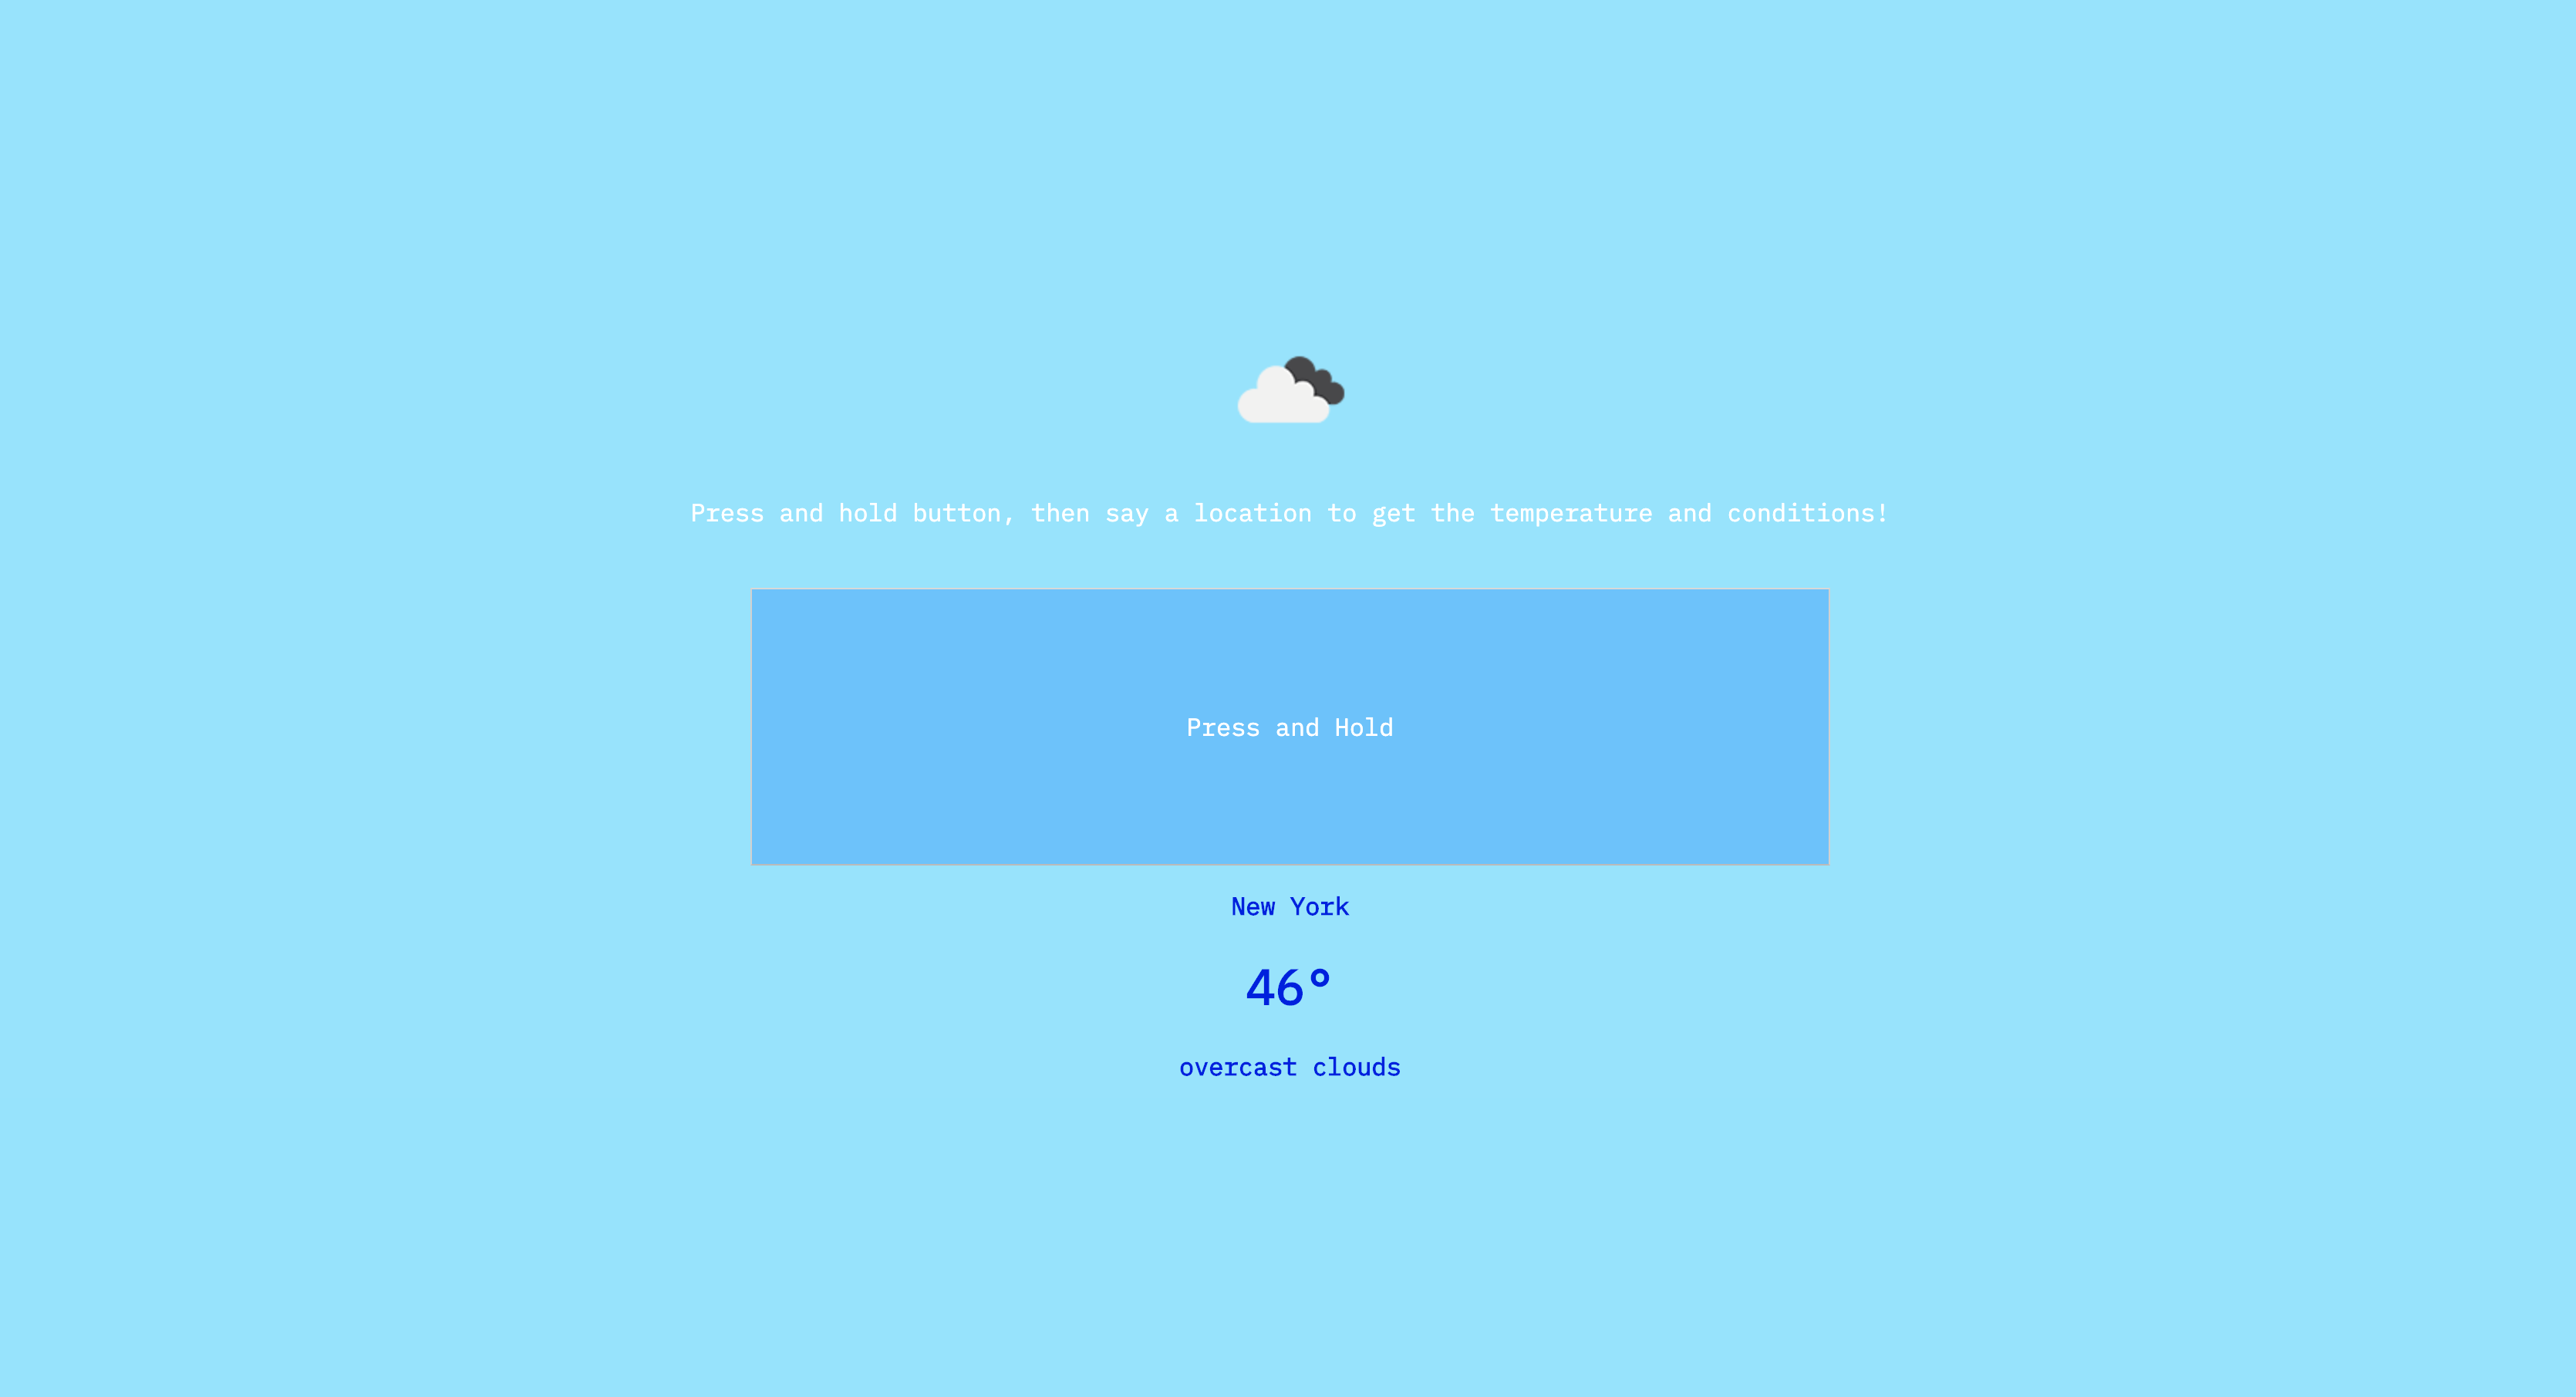 Press and hold button, then say a location to get the temperature and conditions!
Press and Hold
New York
46°
overcast clouds